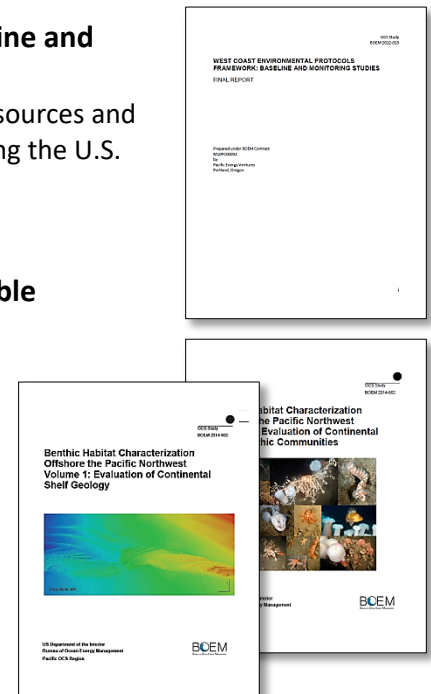 ine and
sources and
ng the U.S.
ble
OCS Study
WEST COAST ENVIRONMENTAL PROTOCOLS
FRAMEWORK: BASELINE AND MONITORING STUDIES
FINAL REPORT
Prepared under BOEM Contract
by
Pacific Energy Ventures
Portland, Oregon
OCS Study
BOEM 2014-662
abitat Characterization
he Pacific Northwest
Evaluation of Continental
hic Communities
nterior
y Management
BOEM
OCS Study
BOEM 2014-662
Benthic Habitat Characterization
Offshore the Pacific Northwest
Volume 1: Evaluation of Continental
Shelf Geology
US Department of the Interior
Bureau of Ocean Energy Management
Pacific OCS Region
BOEM